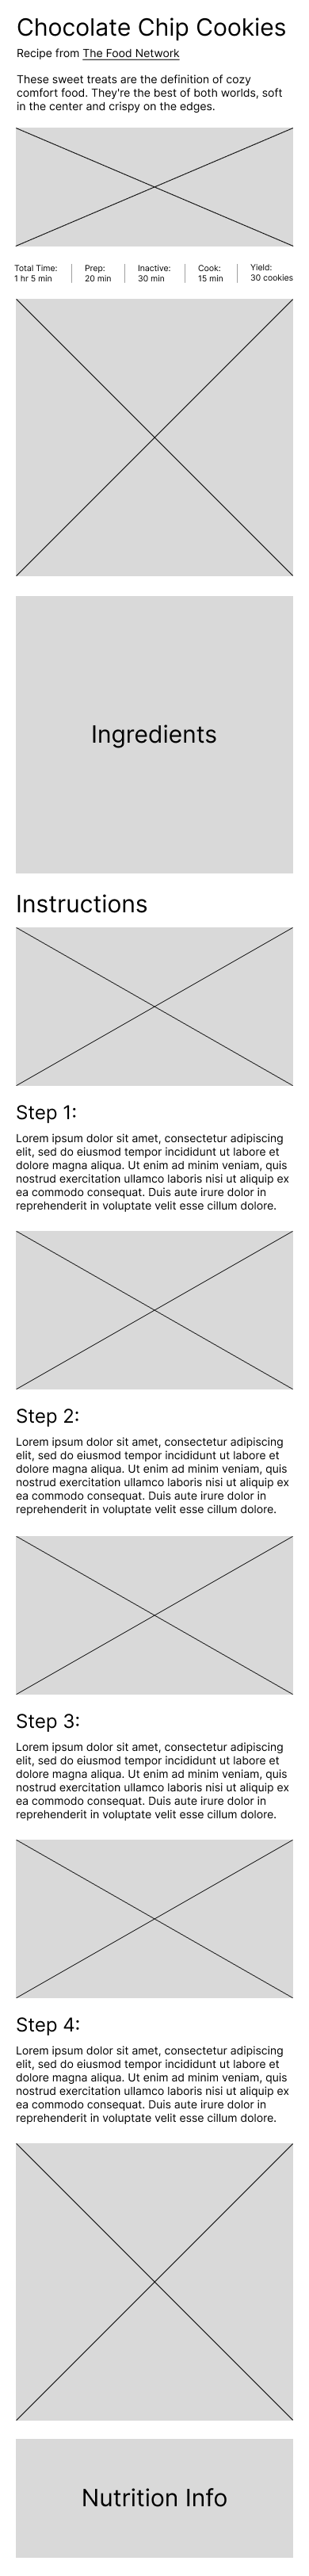 Chocolate Chip Cookies
Recipe from The Food Network
These sweet treats are the definition of cozy
comfort food. They're the best of both worlds, soft
in the center and crispy on the edges.
Total Time: Prep: Inactive: Cook: Yield:
1 hr 5 min 20 min 30 min 15 min 30 cookies
Ingredients
Instructions
Step 1:
Lorem ipsum dolor sit amet, consectetur adipiscing
elit, sed do eiusmod tempor incididunt ut labore et
dolore magna aliqua. Ut enim ad minim veniam, quis
nostrud exercitation ullamco laboris nisi ut aliquip ex
ea commodo consequat. Duis aute irure dolor in
reprehenderit in voluptate velit esse cillum dolore.
Step 2:
Lorem ipsum dolor sit amet, consectetur adipiscing
elit, sed do eiusmod tempor incididunt ut labore et
dolore magna aliqua. Ut enim ad minim veniam, quis
nostrud exercitation ullamco laboris nisi ut aliquip ex
ea commodo consequat. Duis aute irure dolor in
reprehenderit in voluptate velit esse cillum dolore.
Step 3:
Lorem ipsum dolor sit amet, consectetur adipiscing
elit, sed do eiusmod tempor incididunt ut labore et
dolore magna aliqua. Ut enim ad minim veniam, quis
nostrud exercitation ullamco laboris nisi ut aliquip ex
ea commodo consequat. Duis aute irure dolor in
reprehenderit in voluptate velit esse cillum dolore.
Step 4:
Lorem ipsum dolor sit amet, consectetur adipiscing
elit, sed do eiusmod tempor incididunt ut labore et
dolore magna aliqua. Ut enim ad minim veniam, quis
nostrud exercitation ullamco laboris nisi ut aliquip ex
ea commodo consequat. Duis aute irure dolor in
reprehenderit in voluptate velit esse cillum dolore.
Nutrition Info